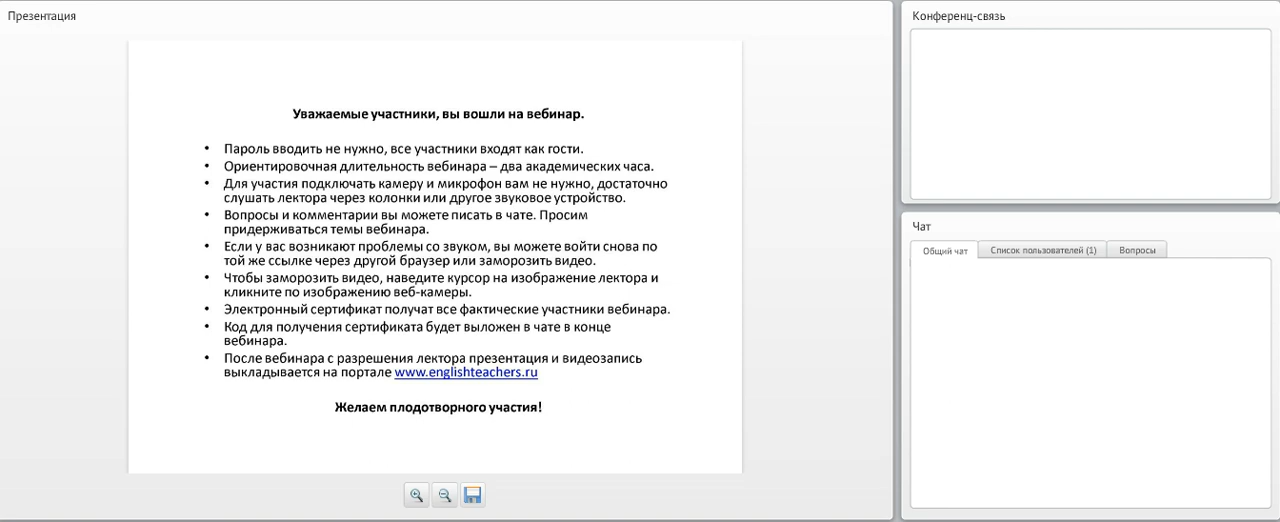 Презентация
Уважаемые участники, вы вошли на вебинар.
• Пароль вводить не нужно, все участники входят как гости.
• Ориентировочная длительность вебинара – два академических часа.
• Для участия подключать камеру и микрофон вам не нужно, достаточно
слушать лектора через колонки или другое звуковое устройство.
• Вопросы и комментарии вы можете писать в чате. Просим
придерживаться темы вебинара.
• Если у вас возникают проблемы со звуком, вы можете войти снова по
той же ссылке через другой браузер или заморозить видео.
• Чтобы заморозить видео, наведите курсор на изображение лектора и
кликните по изображению веб-камеры.
• Электронный сертификат получат все фактические участники вебинара.
• Код для получения сертификата будет выложен в чате в конце
вебинара.
• После вебинара с разрешения лектора презентация и видеозапись
выкладывается на портале www.englishteachers.ru
Желаем плодотворного участия!
Конференц-связь
Чат
Общий чат
Список пользователей (1)
Вопросы